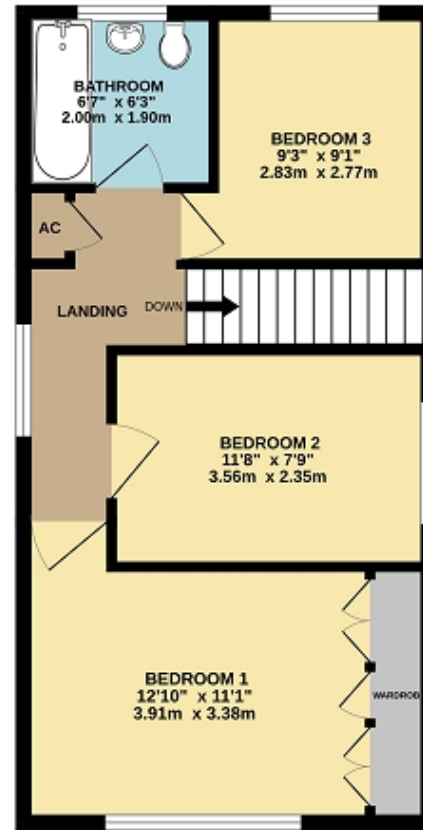 BATHROOM
6'7" x 6'3"
2.00m x 1.90m
BEDROOM 3
9'3" x 9'1"
2.83m x 2.77m
AC
LANDING
DOWN
BEDROOM 2
11'8" x 7'9"
3.56m x 2.35m
BEDROOM 1
12'10" x 11'1"
3.91m x 3.38m
WARDROB